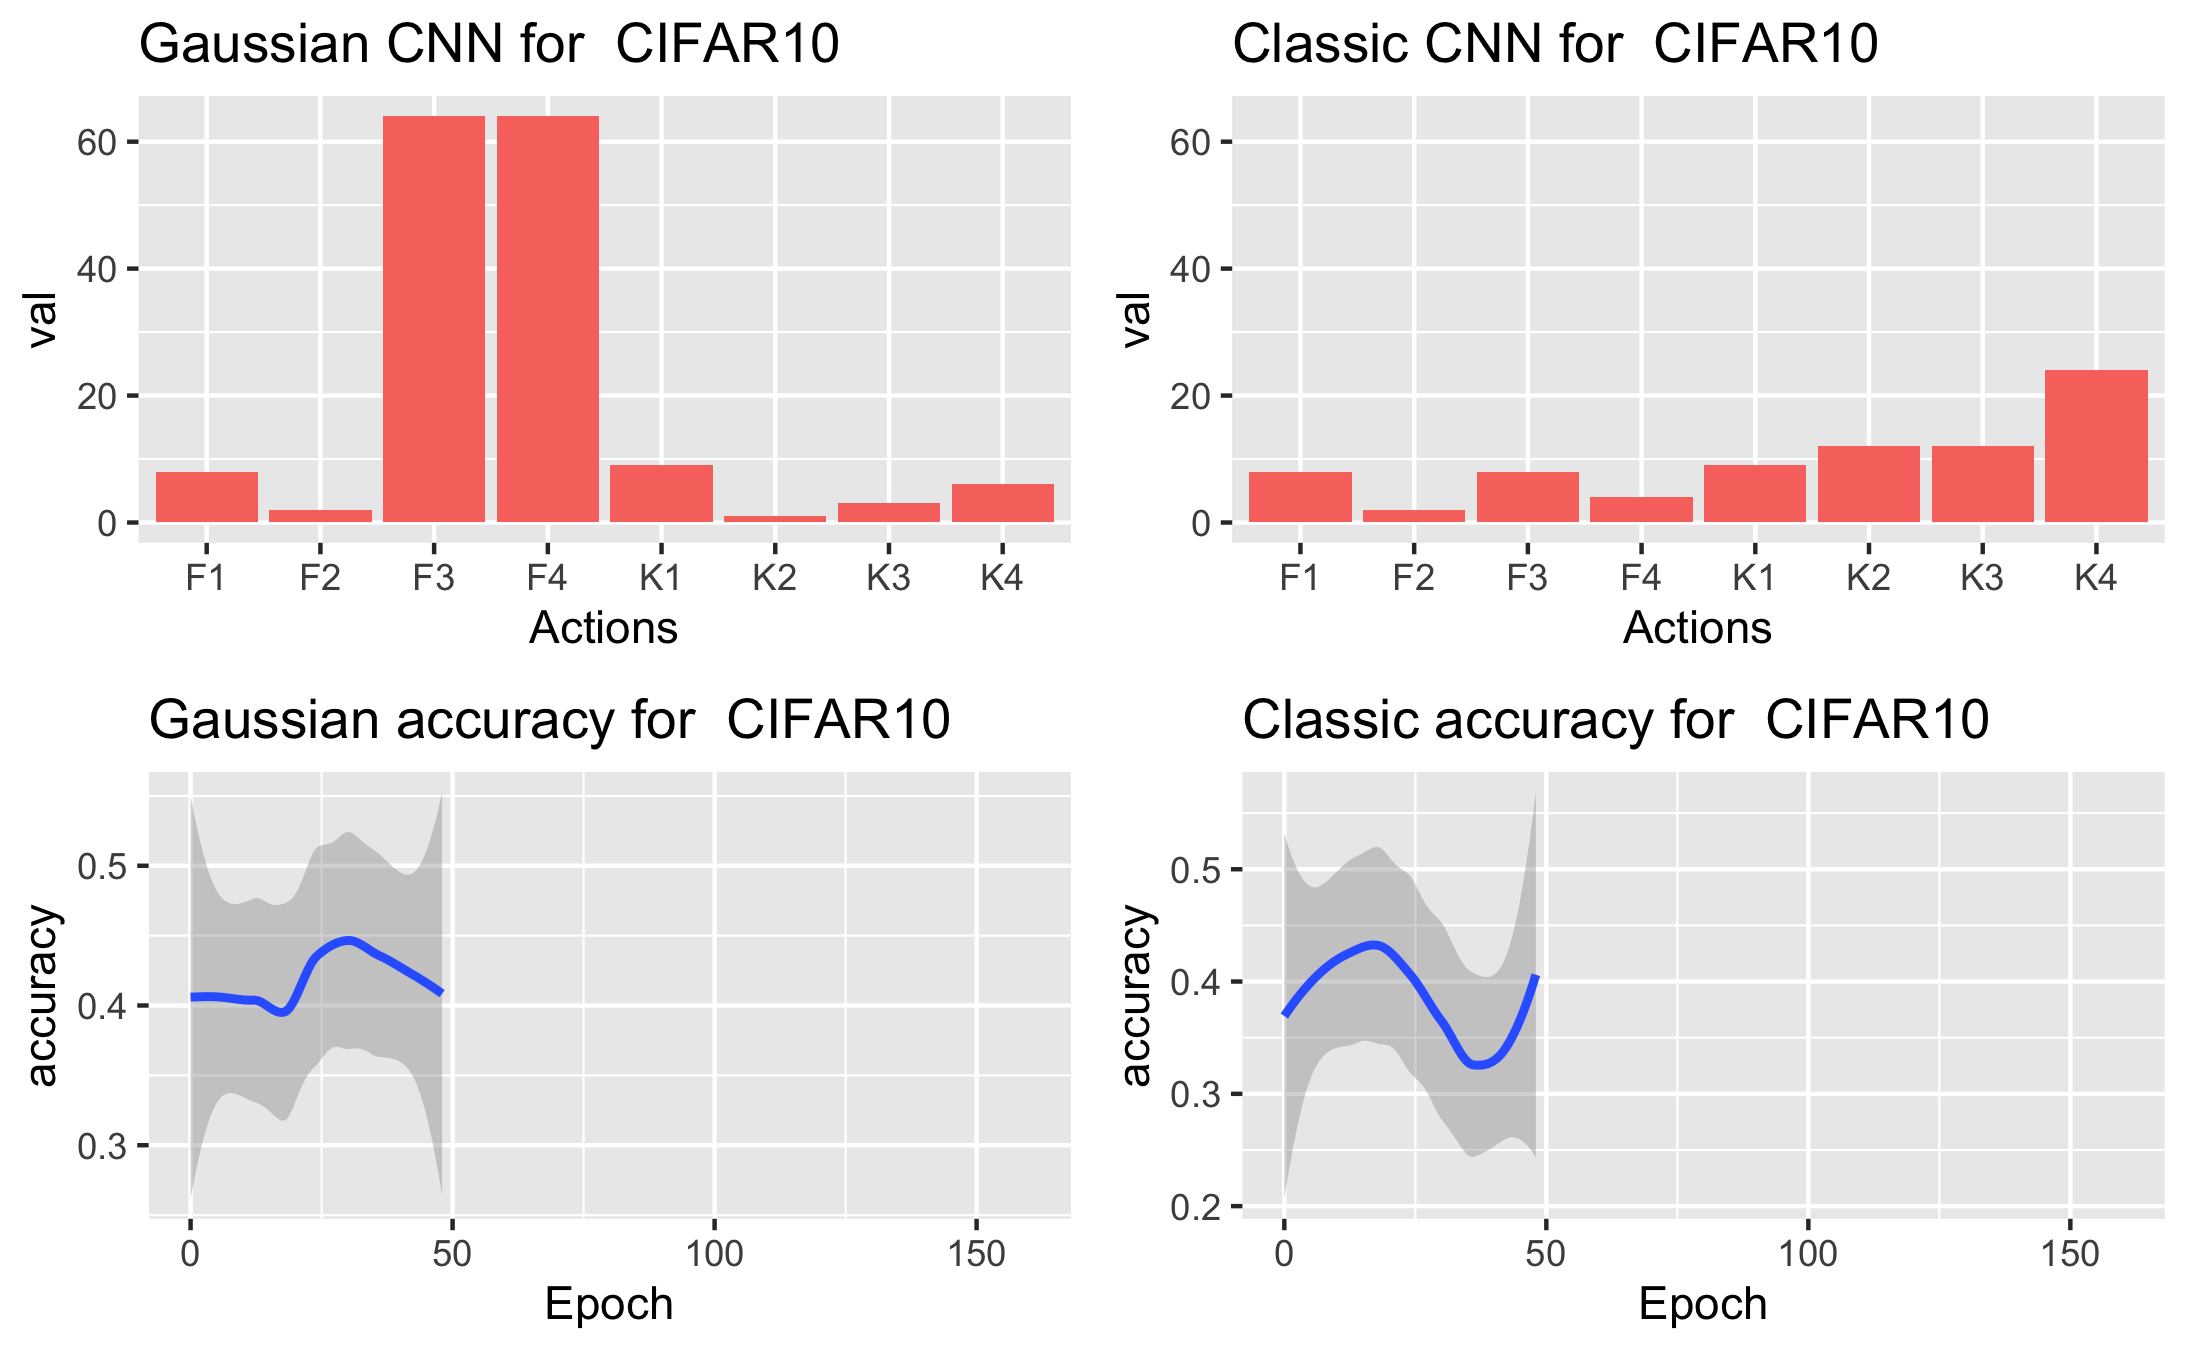 Gaussian CNN for  CIFAR10
60
40
20
0
val
F1 F2 F3 F4 K1 K2 K3 K4
Actions
Classic CNN for  CIFAR10
60
40
20
0
val
F1 F2 F3 F4 K1 K2 K3 K4
Actions
Gaussian accuracy for  CIFAR10
0.5
0.4
0.3
accuracy
0 50 100 150
Epoch
Classic accuracy for  CIFAR10
0.5
0.4
0.3
0.2
accuracy
0 50 100 150
Epoch